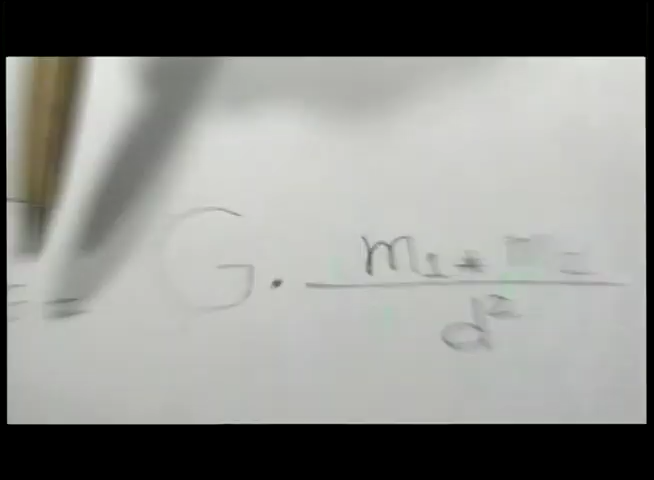 = G · m1 * m2
d²